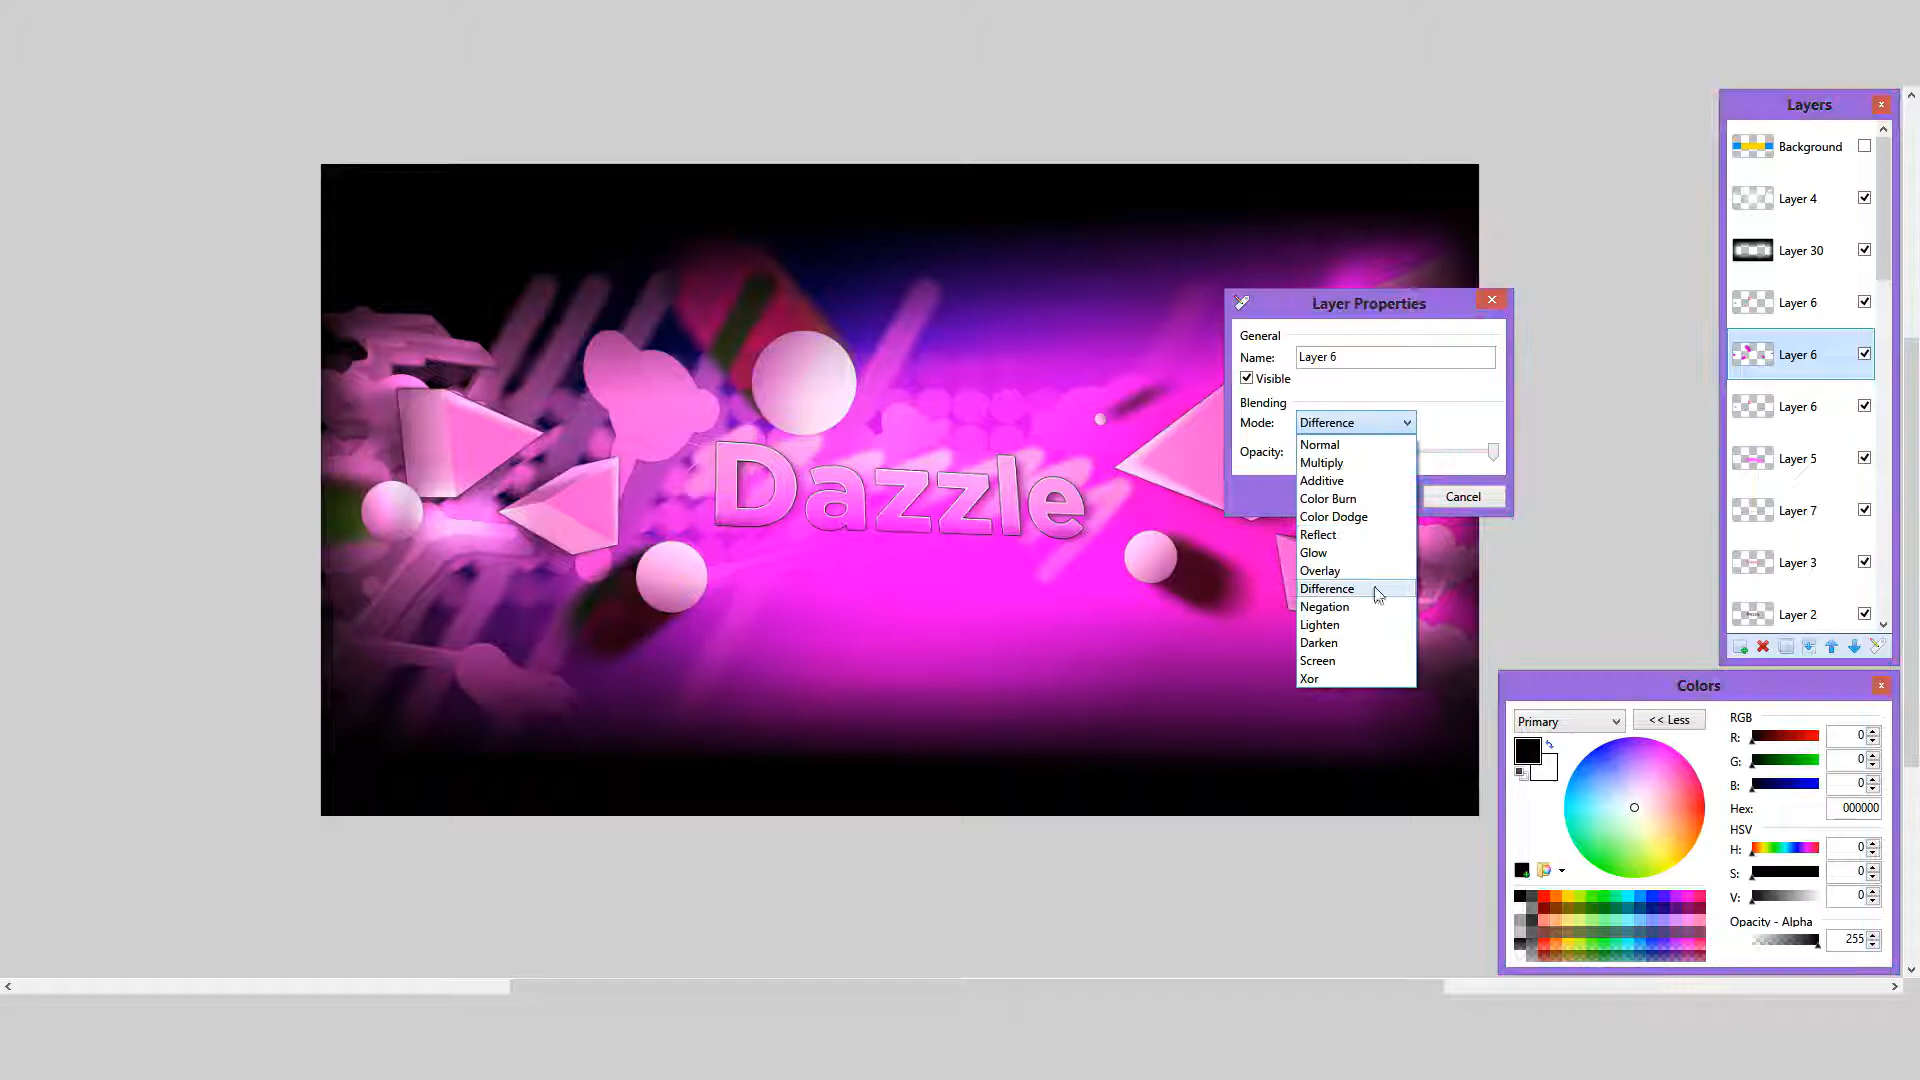 Dazzle
Layer Properties
General
Name: Layer 6
Visible
Blending
Mode: Difference
Opacity:
Normal
Multiply
Additive
Color Burn
Color Dodge
Reflect
Glow
Overlay
Difference
Negation
Lighten
Darken
Screen
Xor
Cancel
Layers
Background
Layer 4
Layer 30
Layer 6
Layer 6
Layer 6
Layer 5
Layer 7
Layer 3
Layer 2
Colors
Primary
<< Less
RGB
R: 0
G: 0
B: 0
Hex: 000000
HSV
H: 0
S: 0
V: 0
Opacity - Alpha
255